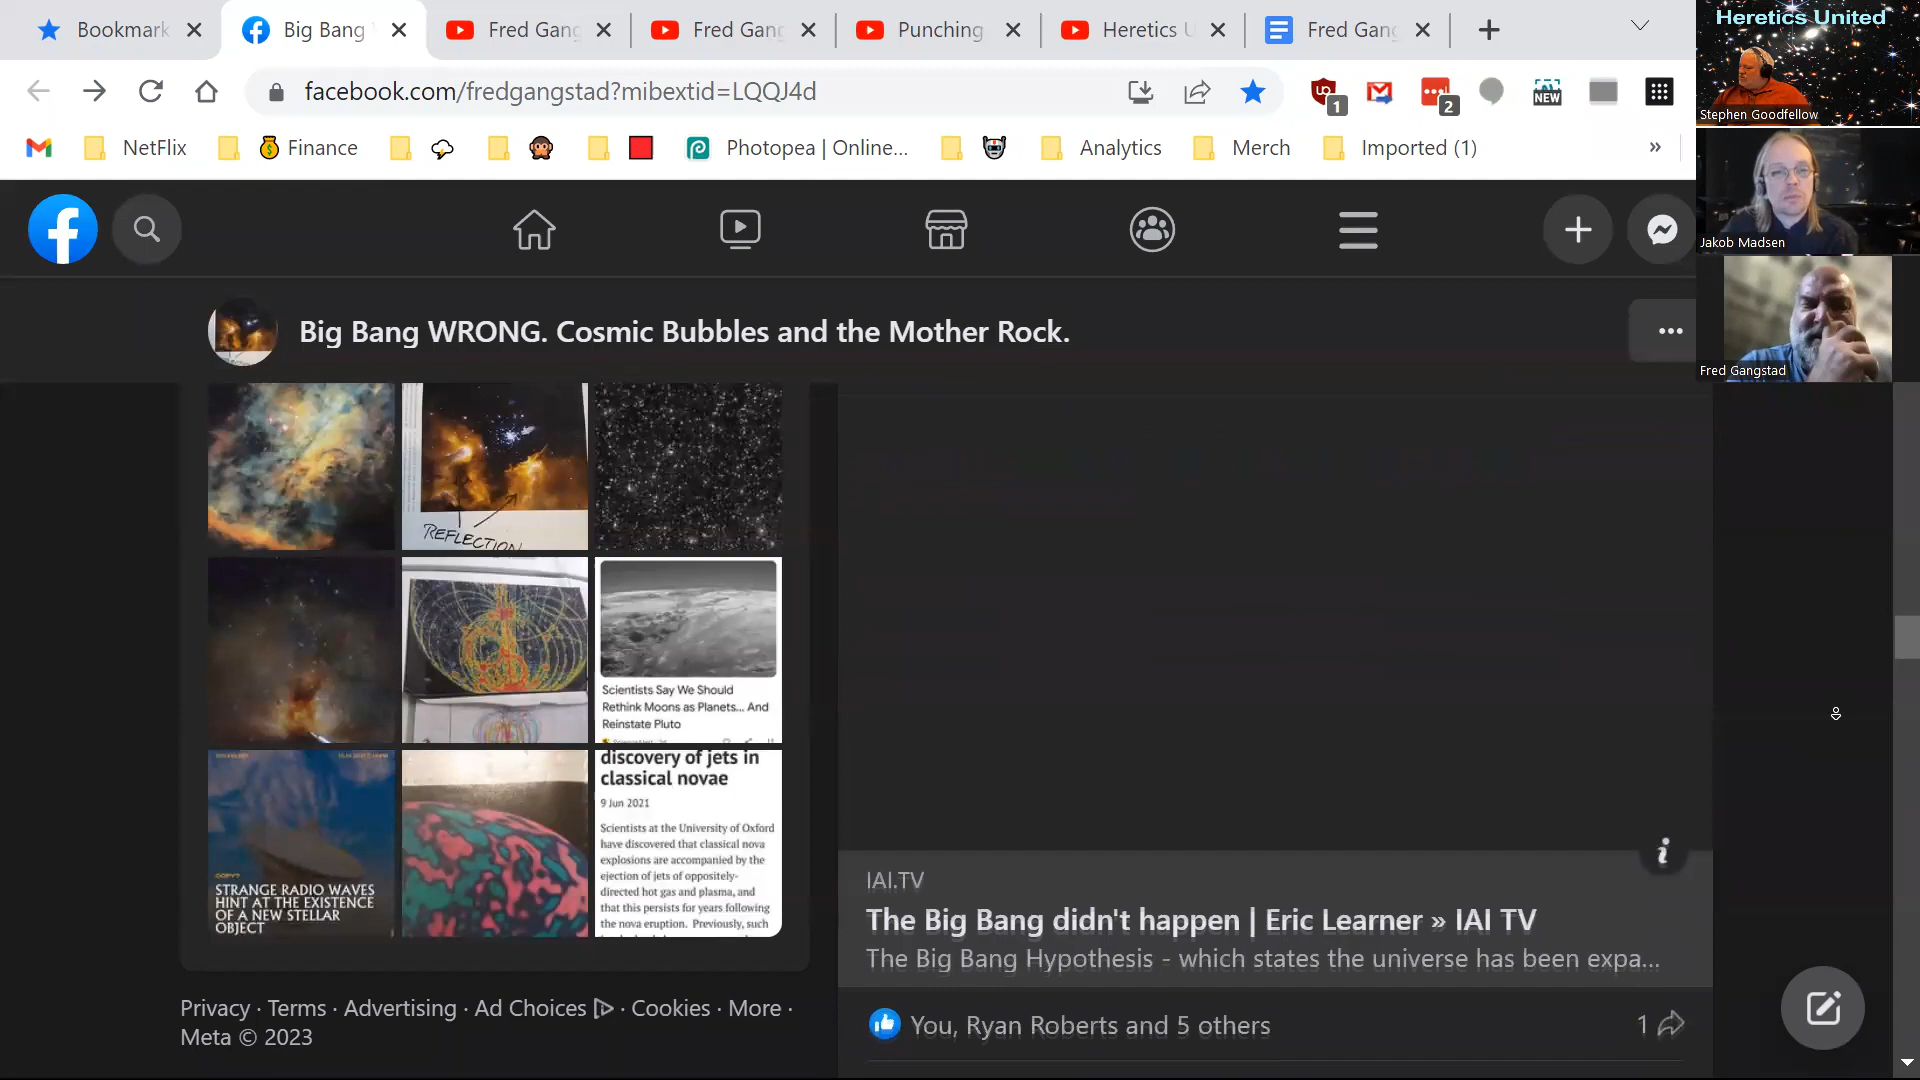 Bookmark
Big Bang
Fred Gang
Fred Gang
Punching
Heretics U
Fred Gang
Heretics United
Stephen Goodfellow
facebook.com/fredgangstad?mibextid=LQQJ4d
1
2
NEW
NetFlix
Finance
Photopea | Online...
Analytics
Merch
Imported (1)
»
Jakob Madsen
Fred Gangstad
Big Bang WRONG. Cosmic Bubbles and the Mother Rock.
REFLECTION
Scientists Say We Should
Rethink Moons as Planets... And
Reinstate Pluto
STRANGE RADIO WAVES
HINT AT THE EXISTENCE
OF A NEW STELLAR
OBJECT
discovery of jets in
classical novae
9 Jun 2021
Scientists at the University of Oxford
have discovered that classical nova
explosions are accompanied by the
ejection of jets of oppositely-
directed hot gas and plasma, and
that this persists for years following
the nova eruption. Previously, such
IAI.TV
The Big Bang didn't happen | Eric Learner » IAI TV
The Big Bang Hypothesis - which states the universe has been expa...
You, Ryan Roberts and 5 others
1
Privacy · Terms · Advertising · Ad Choices · Cookies · More ·
Meta © 2023